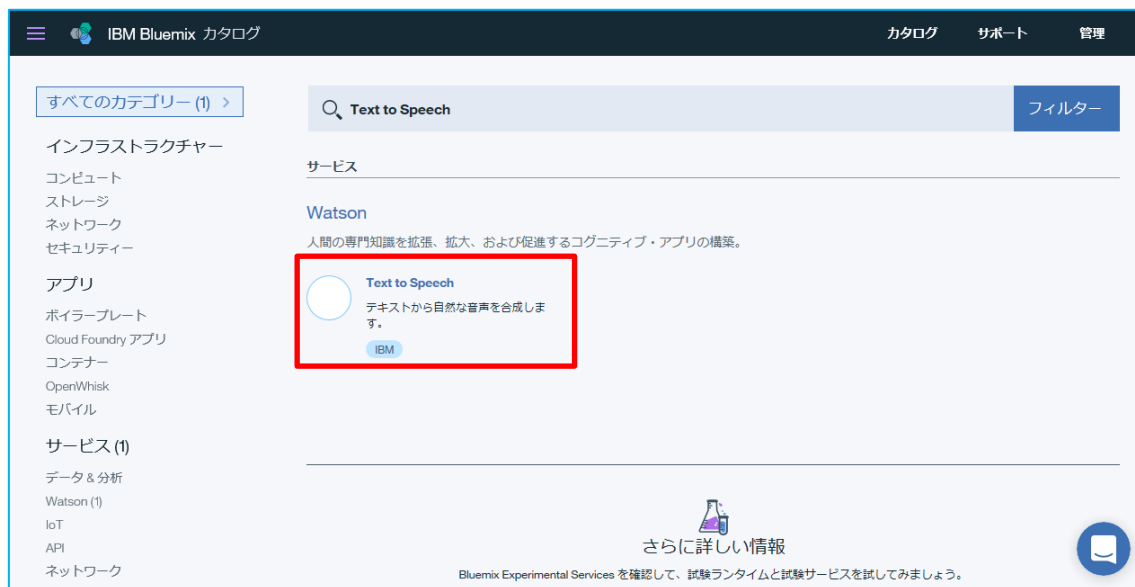 IBM Bluemix カタログ
カタログ
サポート
管理
すべてのカテゴリー (1) >
インフラストラクチャー
コンピュート
ストレージ
ネットワーク
セキュリティー
アプリ
ボイラープレート
Cloud Foundry アプリ
コンテナー
OpenWhisk
モバイル
サービス (1)
データ & 分析
Watson (1)
IoT
API
ネットワーク
Text to Speech
フィルター
サービス
Watson
人間の専門知識を拡張、拡大、および促進するコグニティブ・アプリの構築。
Text to Speech
テキストから自然な音声を合成しま
す。
IBM
さらに詳しい情報
Bluemix Experimental Services を確認して、試験ランタイムと試験サービスを試してみましょう。